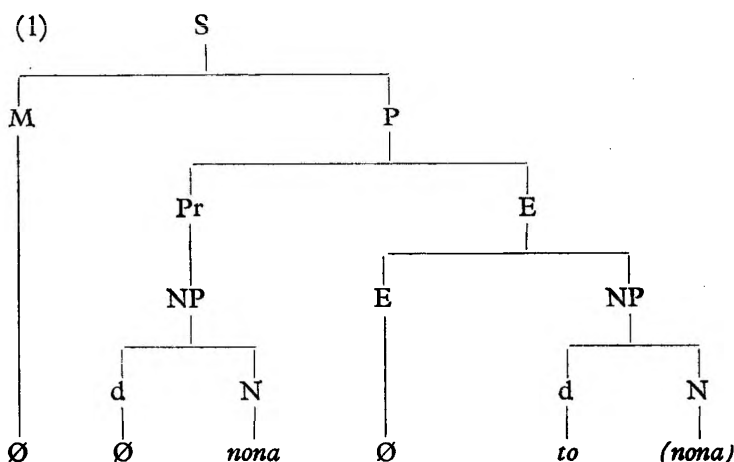 (1) S
M P
Pr E
NP E NP
d N d N
Ø Ø nona Ø to (nona)